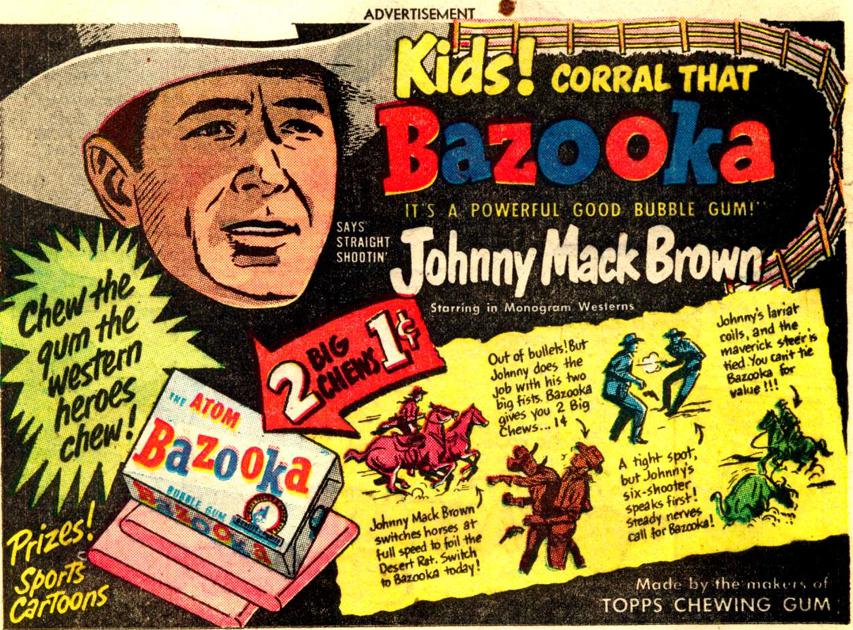 ADVERTISEMENT
Kids! CORRAL THAT
Bazooka
IT'S A POWERFUL GOOD BUBBLE GUM!"
SAYS
STRAIGHT
SHOOTIN'
Johnny Mack Brown
Starring in Monogram Westerns
Chew the
gum the
western
heroes
chew!
2 BIG CHEWS 1¢
THE ATOM
Bazooka
BUBBLE GUM
Bazooka
Prizes!
Sports
CARTOONS
Johnny Mack Brown
switches horses at
full speed to foil the
Desert Rat. Switch
to Bazooka today!
Out of bullets! But
Johnny does the
job with his two
big fists. Bazooka
gives you 2 Big
Chews... 1¢
A tight spot,
but Johnny's
six-shooter
speaks first!
Steady nerves
call for Bazooka!
Johnny's lariat
coils, and the
maverick steer is
tied. You can't tie
Bazooka for
value!!!
Made by the makers of
TOPPS CHEWING GUM